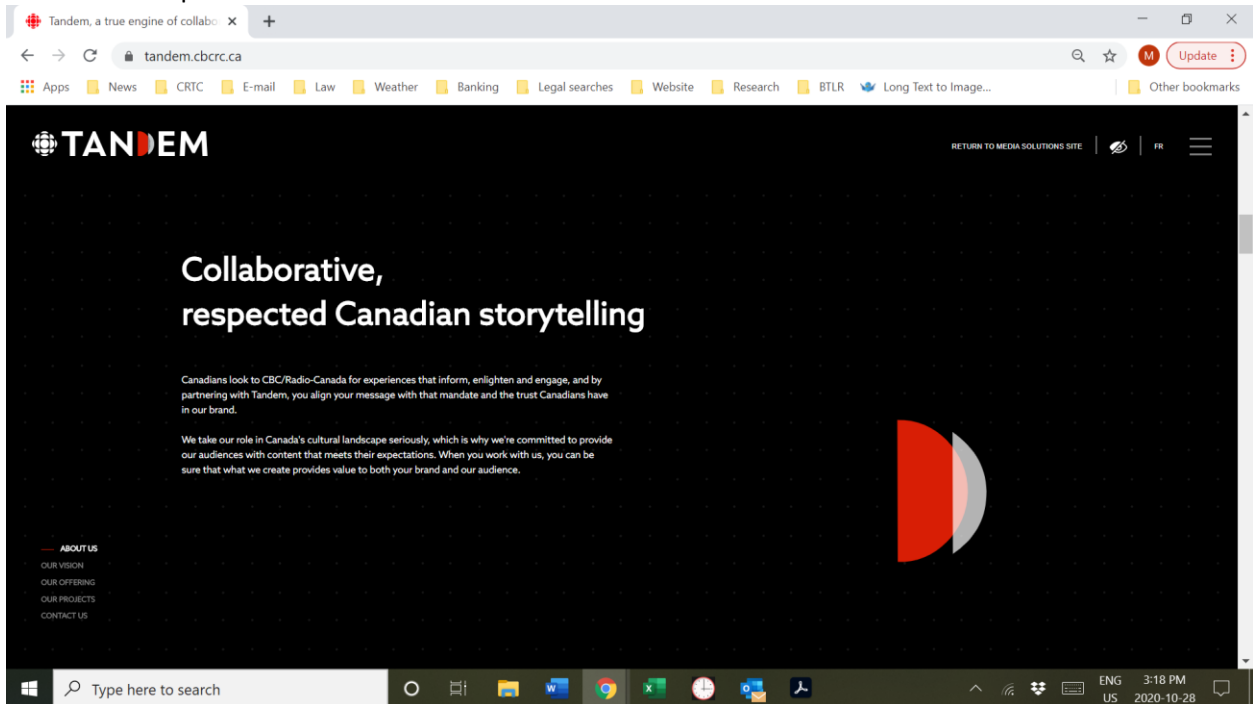 Tandem, a true engine of collabo
tandem.cbcrc.ca
M
Update
Apps
News
CRTC
E-mail
Law
Weather
Banking
Legal searches
Website
Research
BTLR
Long Text to Image...
Other bookmarks
TANDEM
RETURN TO MEDIA SOLUTIONS SITE
FR
Collaborative,
respected Canadian storytelling
Canadians look to CBC/Radio-Canada for experiences that inform, enlighten and engage, and by
partnering with Tandem, you align your message with that mandate and the trust Canadians have
in our brand.
We take our role in Canada's cultural landscape seriously, which is why we're committed to provide
our audiences with content that meets their expectations. When you work with us, you can be
sure that what we create provides value to both your brand and our audience.
ABOUT US
OUR VISION
OUR OFFERING
OUR PROJECTS
CONTACT US
Type here to search
ENG
US
3:18 PM
2020-10-28